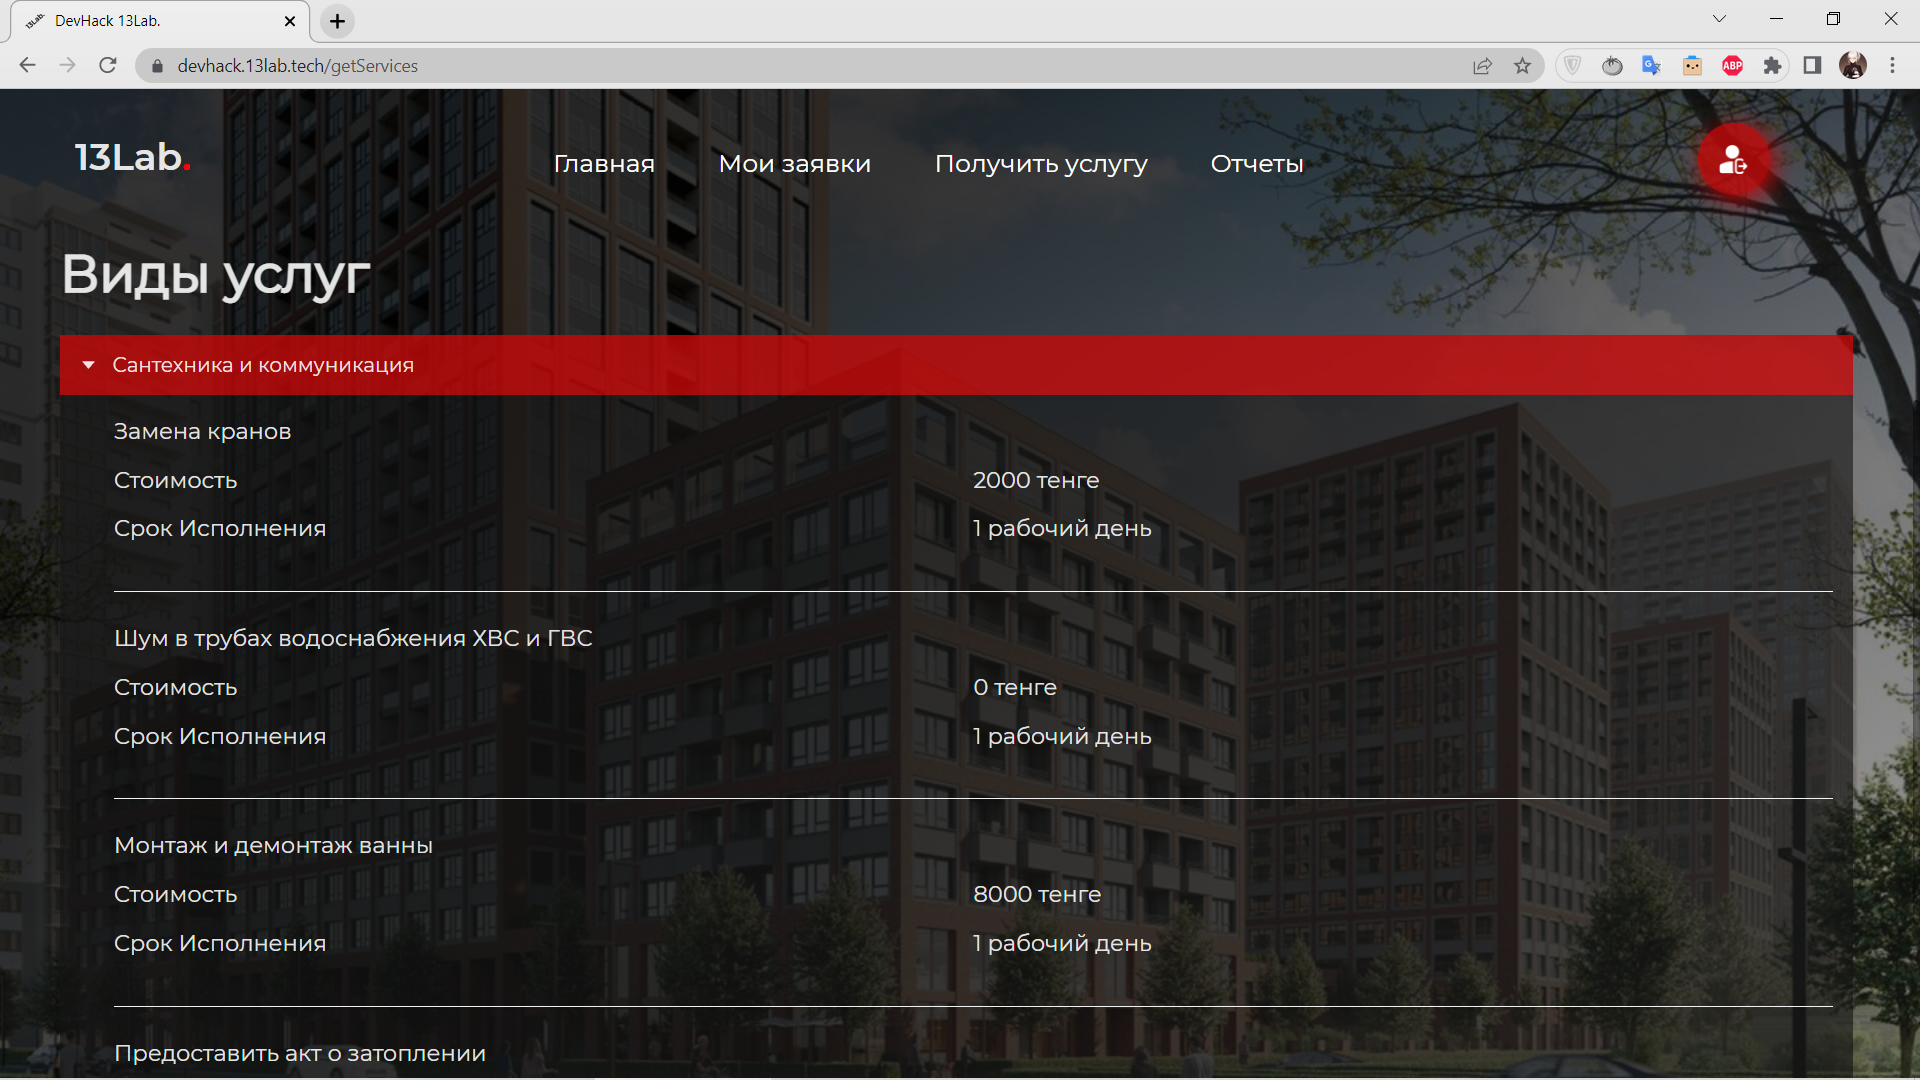 DevHack 13Lab.
devhack.13lab.tech/getServices
ABP
13Lab.
Главная
Мои заявки
Получить услугу
Отчеты
Виды услуг
Сантехника и коммуникация
Замена кранов
Стоимость 2000 тенге
Срок Исполнения 1 рабочий день
Шум в трубах водоснабжения ХВС и ГВС
Стоимость 0 тенге
Срок Исполнения 1 рабочий день
Монтаж и демонтаж ванны
Стоимость 8000 тенге
Срок Исполнения 1 рабочий день
Предоставить акт о затоплении